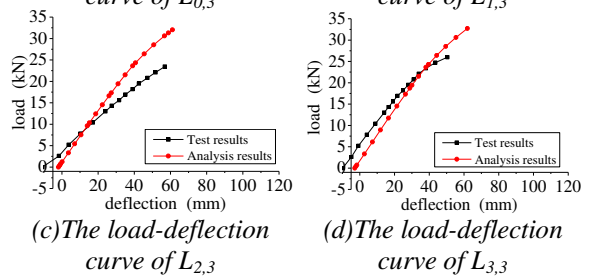 curve of L0,3
curve of L1,3
35
30
25
20
15
10
5
0
-5
load (kN)
Test results
Analysis results
0 20 40 60 80 100 120
deflection (mm)
35
30
25
20
15
10
5
0
-5
load (kN)
Test results
Analysis results
0 20 40 60 80 100 120
deflection (mm)
(c)The load-deflection
curve of L2,3
(d)The load-deflection
curve of L3,3